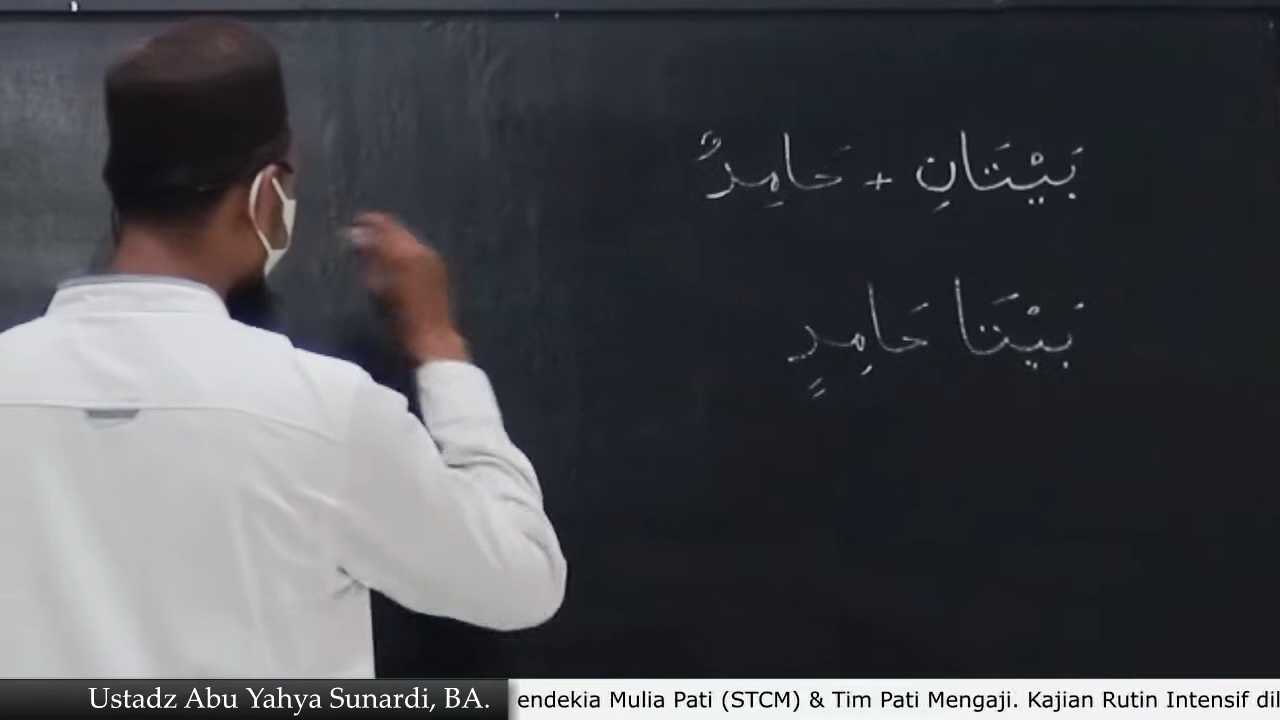 بَيْتَانِ + حَامِدٌ
بَيْتَا حَامِدٍ
Ustadz Abu Yahya Sunardi, BA.
endekia Mulia Pati (STCM) & Tim Pati Mengaji. Kajian Rutin Intensif dil